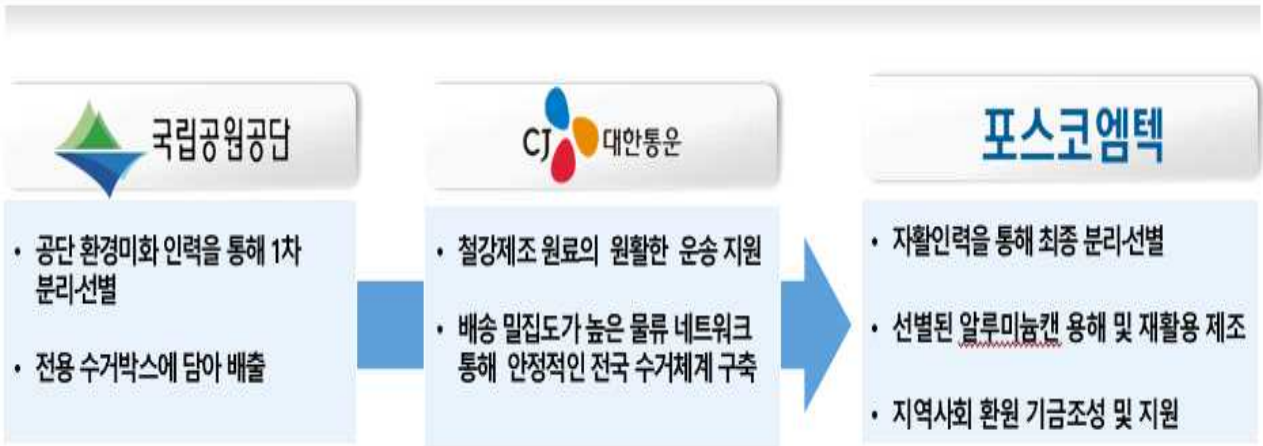 국립공원공단
• 공단 환경미화 인력을 통해 1차
분리·선별
• 전용 수거박스에 담아 배출
CJ 대한통운
• 철강제조 원료의 원활한 운송 지원
• 배송 밀집도가 높은 물류 네트워크
통해 안정적인 전국 수거체계 구축
포스코엠텍
• 자활인력을 통해 최종 분리·선별
• 선별된 알루미늄캔 용해 및 재활용 제조
• 지역사회 환원 기금조성 및 지원